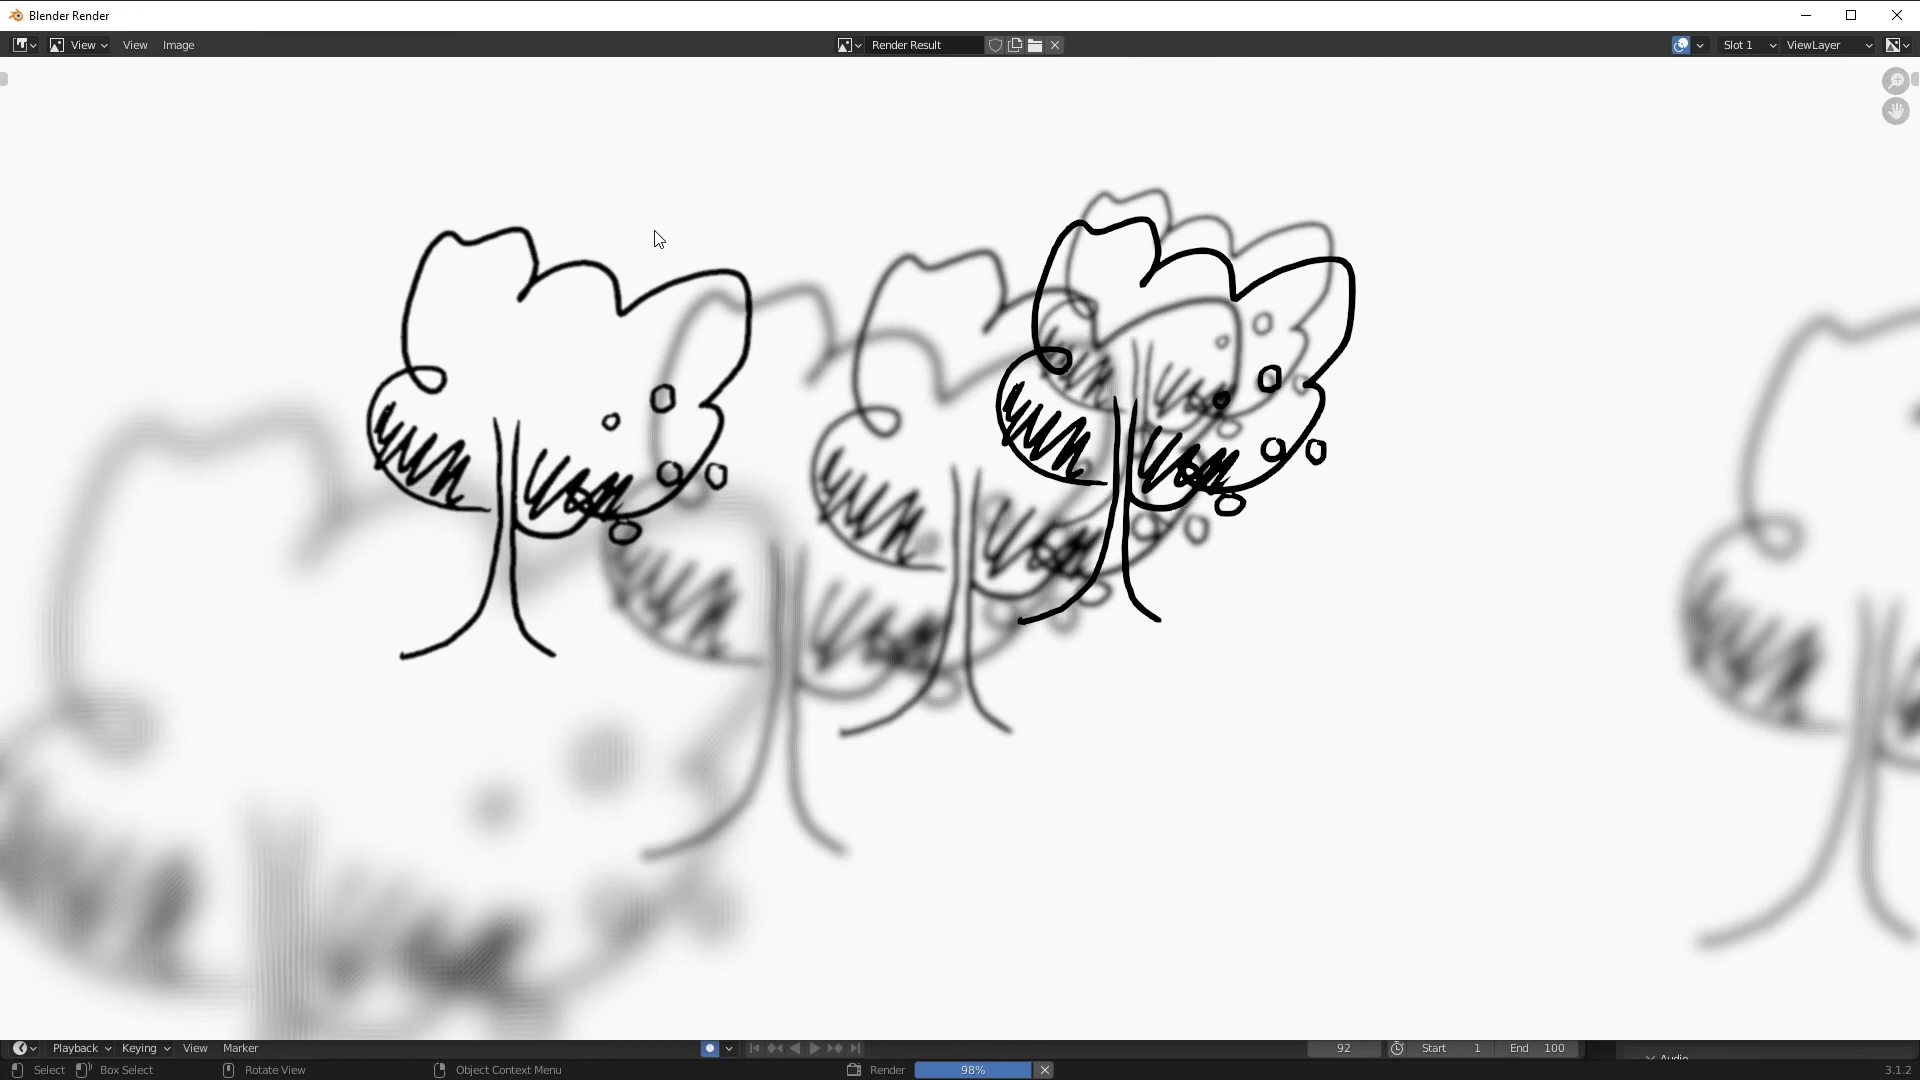 Blender Render
View View Image Render Result Slot 1 ViewLayer
Playback Keying View Marker 92 Start 1 End 100
Select Box Select Rotate View Object Context Menu Render 98% 3.1.2